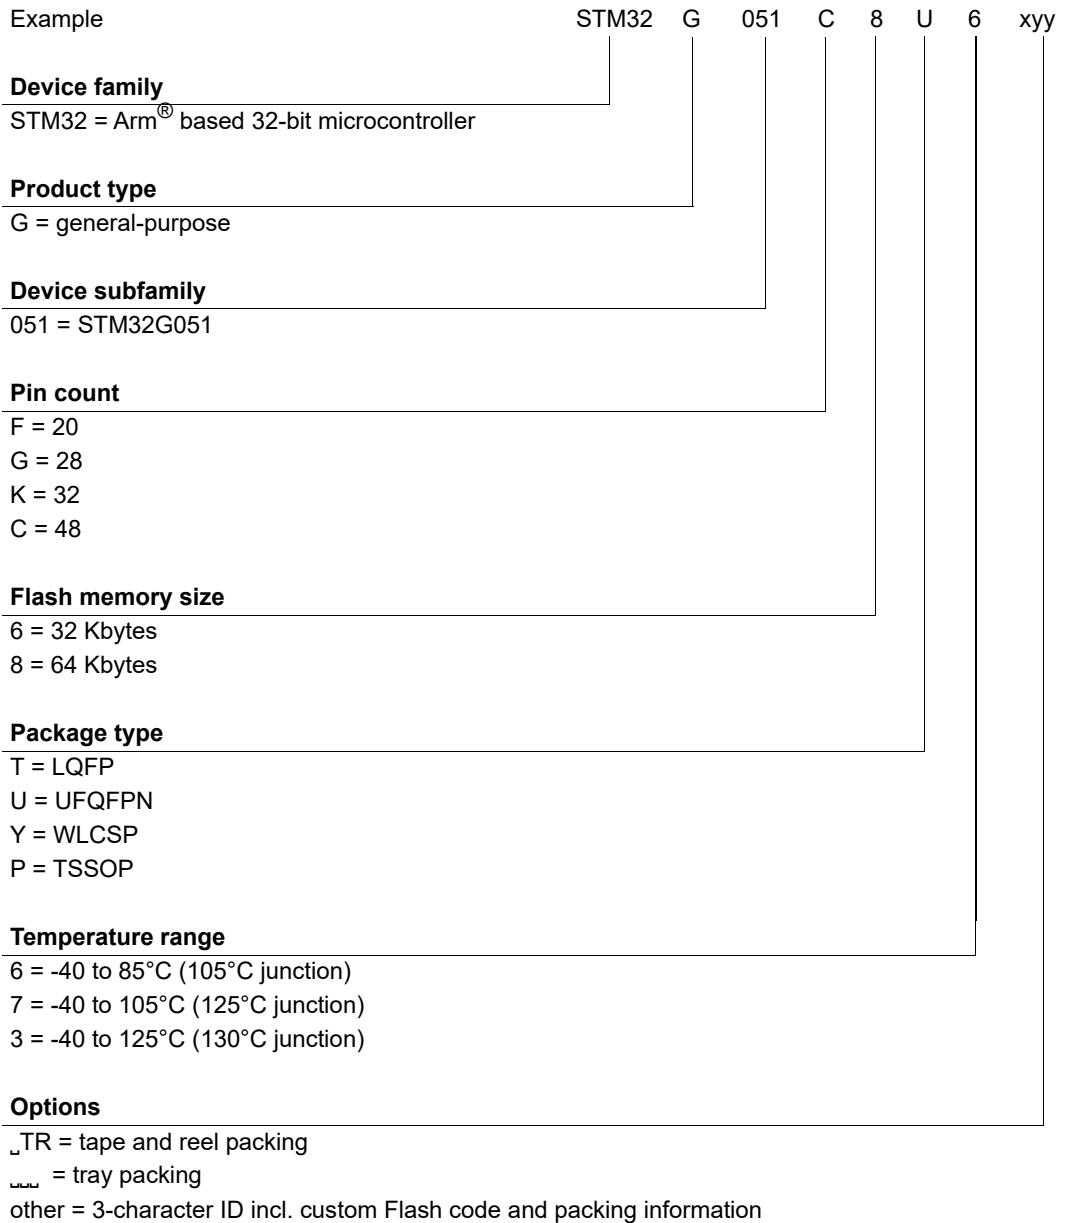 Example STM32 G 051 C 8 U 6 xyy
Device family
STM32 = Arm® based 32-bit microcontroller
Product type
G = general-purpose
Device subfamily
051 = STM32G051
Pin count
F = 20
G = 28
K = 32
C = 48
Flash memory size
6 = 32 Kbytes
8 = 64 Kbytes
Package type
T = LQFP
U = UFQFPN
Y = WLCSP
P = TSSOP
Temperature range
6 = -40 to 85°C (105°C junction)
7 = -40 to 105°C (125°C junction)
3 = -40 to 125°C (130°C junction)
Options
␣TR = tape and reel packing
␣␣␣ = tray packing
other = 3-character ID incl. custom Flash code and packing information